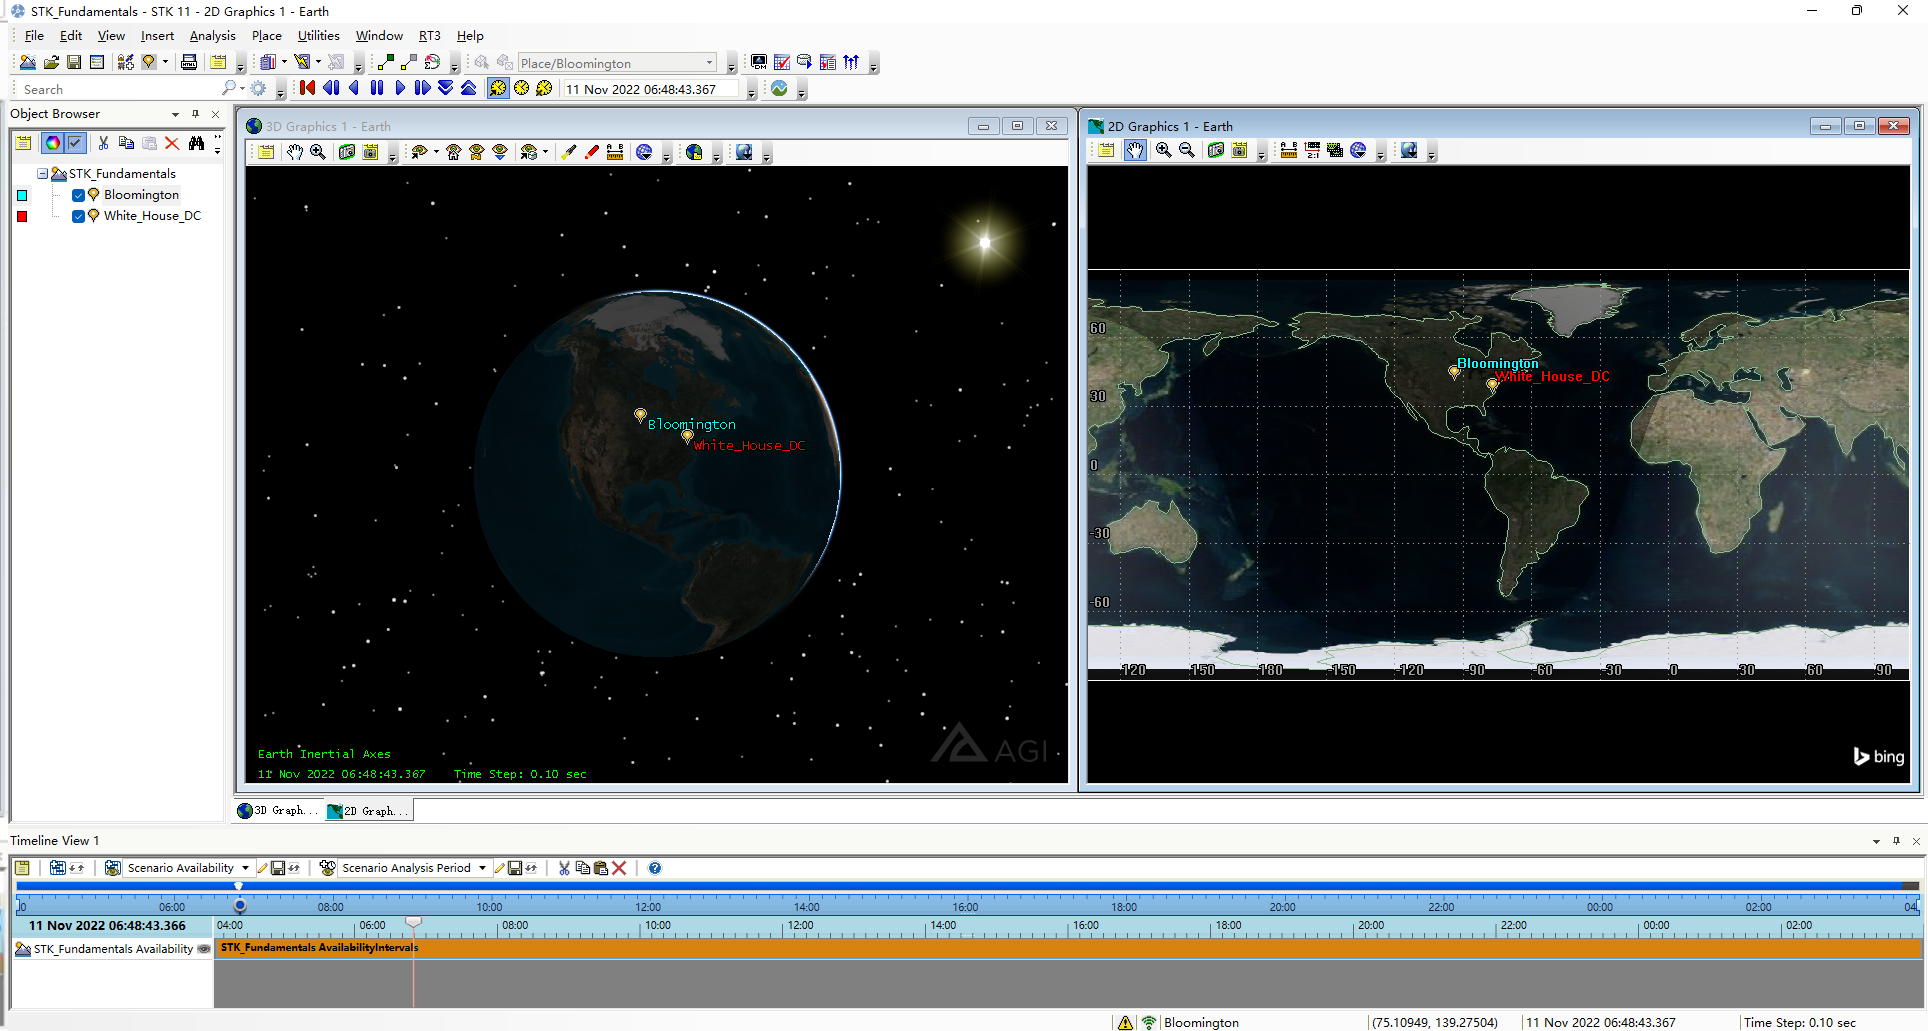 STK_Fundamentals - STK 11 - 2D Graphics 1 - Earth
File Edit View Insert Analysis Place Utilities Window RT3 Help
Place/Bloomington
Search
11 Nov 2022 06:48:43.367
Object Browser
STK_Fundamentals
Bloomington
White_House_DC
3D Graphics 1 - Earth
Bloomington
White_House_DC
Earth Inertial Axes
11 Nov 2022 06:48:43.367 Time Step: 0.10 sec
AGI
2D Graphics 1 - Earth
Bloomington
White_House_DC
60
30
0
-30
-60
120 150 -180 -150 -120 -90 -60 -30 0 30 60 90
bing
3D Graph... 2D Graph...
Timeline View 1
Scenario Availability Scenario Analysis Period
06:00 08:00 10:00 12:00 14:00 16:00 18:00 20:00 22:00 00:00 02:00 04
11 Nov 2022 06:48:43.366 04:00 06:00 08:00 10:00 12:00 14:00 16:00 18:00 20:00 22:00 00:00 02:00
STK_Fundamentals Availability STK_Fundamentals AvailabilityIntervals
Bloomington (75.10949, 139.27504) 11 Nov 2022 06:48:43.367 Time Step: 0.10 sec